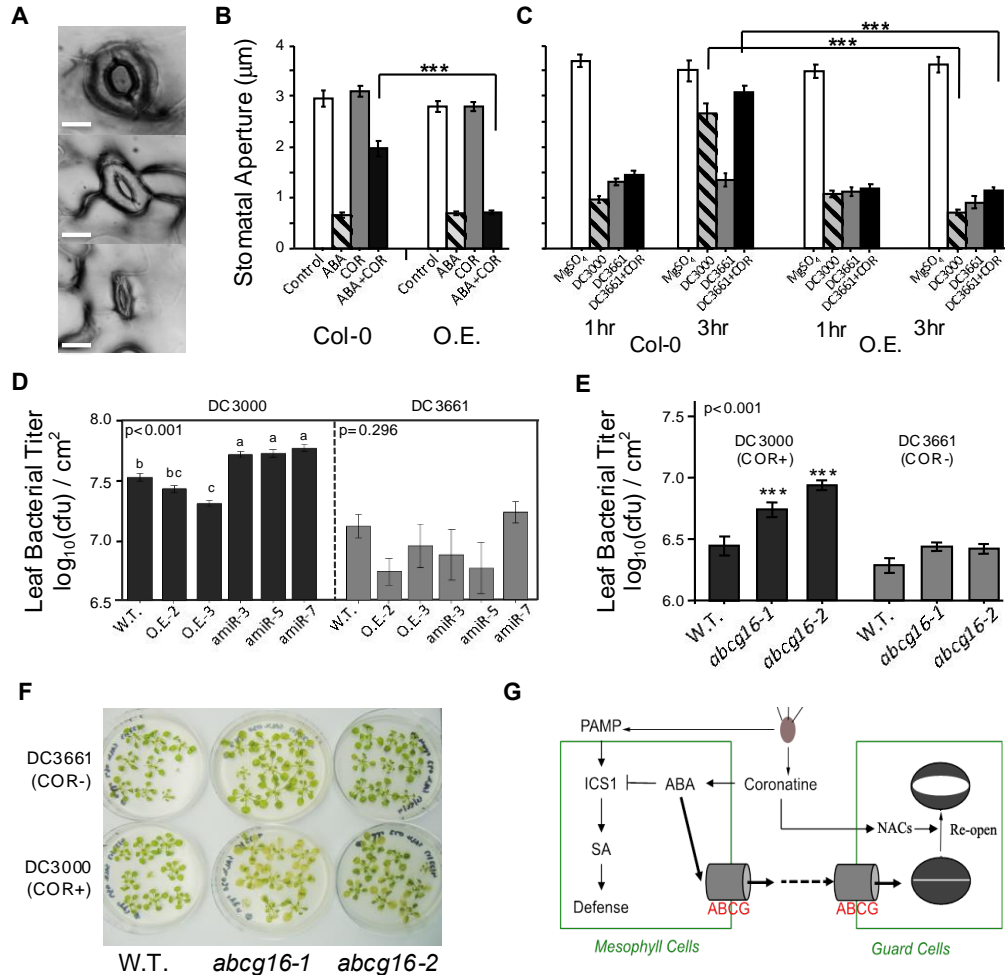 A
B
Stomatal Aperture (µm)
4
3
2
1
0
***
Control
ABA
COR
ABA+COR
Control
ABA
COR
ABA+COR
Col-0
O.E.
C
***
***
MgSO4
DC3000
DC3661
DC3661+COR
MgSO4
DC3000
DC3661
DC3661+COR
MgSO4
DC3000
DC3661
DC3661+COR
MgSO4
DC3000
DC3661
DC3661+COR
1hr
3hr
1hr
3hr
Col-0
O.E.
D
DC3000
DC3661
Leaf Bacterial Titer
log10(cfu) / cm2
8.0
7.5
7.0
6.5
p<0.001
p=0.296
b
bc
c
a
a
a
W.T.
O.E-2
O.E-3
amiR-3
amiR-5
amiR-7
W.T.
O.E-2
O.E-3
amiR-3
amiR-5
amiR-7
E
Leaf Bacterial Titer
log10(cfu) / cm2
7.5
7.0
6.5
6.0
p<0.001
DC3000
(COR+)
DC3661
(COR-)
***
***
W.T.
abcg16-1
abcg16-2
W.T.
abcg16-1
abcg16-2
F
DC3661
(COR-)
DC3000
(COR+)
W.T.
abcg16-1
abcg16-2
G
PAMP
ICS1
ABA
Coronatine
SA
Defense
NACs
Re-open
ABCG
ABCG
Mesophyll Cells
Guard Cells